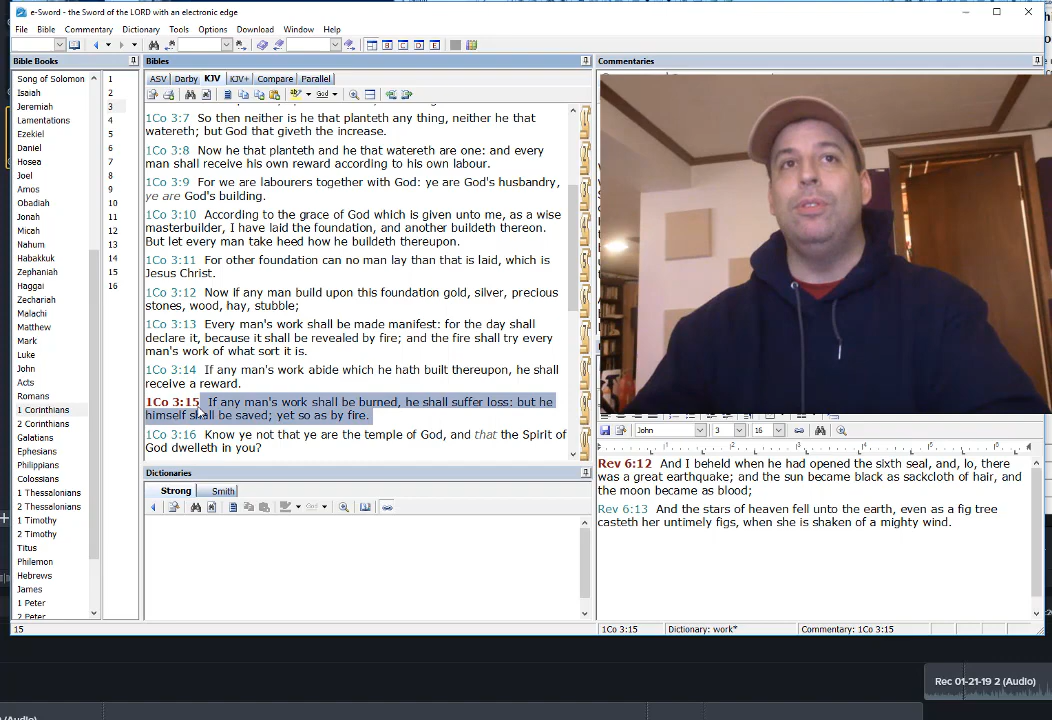 e-Sword - the Sword of the LORD with an electronic edge
File Bible Commentary Dictionary Tools Options Download Window Help
B C D E
Bible Books
Bibles
Commentaries
ASV Darby KJV KJV+ Compare Parallel
Song of Solomon
Isaiah
Jeremiah
Lamentations
Ezekiel
Daniel
Hosea
Joel
Amos
Obadiah
Jonah
Micah
Nahum
Habakkuk
Zephaniah
Haggai
Zechariah
Malachi
Matthew
Mark
Luke
John
Acts
Romans
1 Corinthians
2 Corinthians
Galatians
Ephesians
Philippians
Colossians
1 Thessalonians
2 Thessalonians
1 Timothy
2 Timothy
Titus
Philemon
Hebrews
James
1 Peter
2 Peter
1
2
3
4
5
6
7
8
9
10
11
12
13
14
15
16
1Co 3:7 So then neither is he that planteth any thing, neither he that
watereth; but God that giveth the increase.
1Co 3:8 Now he that planteth and he that watereth are one: and every
man shall receive his own reward according to his own labour.
1Co 3:9 For we are labourers together with God: ye are God's husbandry,
ye are God's building.
1Co 3:10 According to the grace of God which is given unto me, as a wise
masterbuilder, I have laid the foundation, and another buildeth thereon.
But let every man take heed how he buildeth thereupon.
1Co 3:11 For other foundation can no man lay than that is laid, which is
Jesus Christ.
1Co 3:12 Now if any man build upon this foundation gold, silver, precious
stones, wood, hay, stubble;
1Co 3:13 Every man's work shall be made manifest: for the day shall
declare it, because it shall be revealed by fire; and the fire shall try every
man's work of what sort it is.
1Co 3:14 If any man's work abide which he hath built thereupon, he shall
receive a reward.
1Co 3:15 If any man's work shall be burned, he shall suffer loss: but he
himself shall be saved; yet so as by fire.
1Co 3:16 Know ye not that ye are the temple of God, and that the Spirit of
God dwelleth in you?
Dictionaries
Strong Smith
John 3 16
Rev 6:12 And I beheld when he had opened the sixth seal, and, lo, there
was a great earthquake; and the sun became black as sackcloth of hair, and
the moon became as blood;
Rev 6:13 And the stars of heaven fell unto the earth, even as a fig tree
casteth her untimely figs, when she is shaken of a mighty wind.
15
1Co 3:15
Dictionary: work*
Commentary: 1Co 3:15
Rec 01-21-19 2 (Audio)